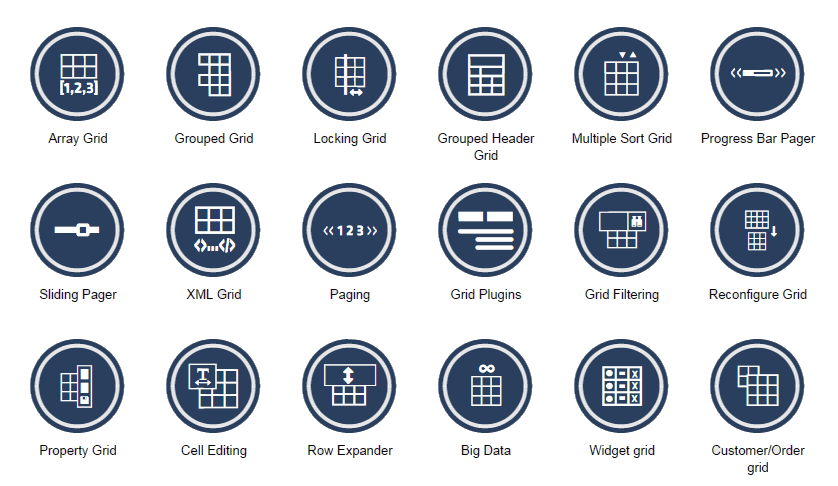 [1,2,3]
Array Grid
Grouped Grid
Locking Grid
Grouped Header
Grid
Multiple Sort Grid
Progress Bar Pager
Sliding Pager
<>...</>
XML Grid
«123»
Paging
Grid Plugins
Grid Filtering
Reconfigure Grid
Property Grid
T
Cell Editing
Row Expander
∞
Big Data
X
X
X
Widget grid
Customer/Order
grid